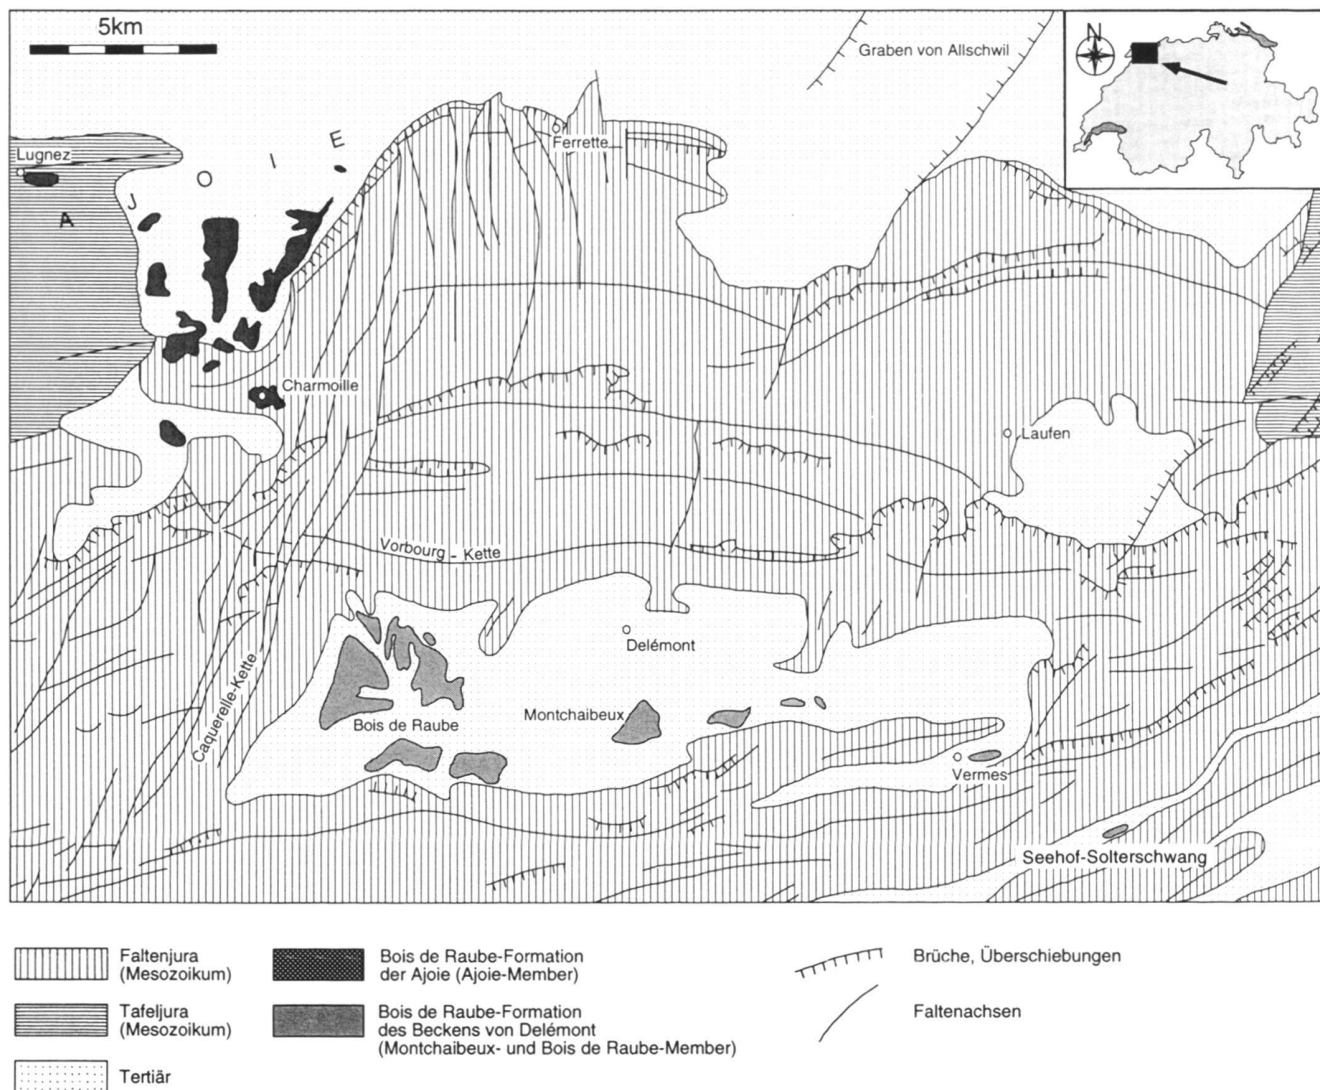 5km
Graben von Allschwil
N
Ferrette
Lugnez
A J O I E
Charmoille
Laufen
Vorbourg - Kette
Delémont
Caquerelle-Kette
Bois de Raube
Montchaibeux
Vermes
Seehof-Solterschwang
Faltenjura
(Mesozoikum)
Tafeljura
(Mesozoikum)
Tertiär
Bois de Raube-Formation
der Ajoie (Ajoie-Member)
Bois de Raube-Formation
des Beckens von Delémont
(Montchaibeux- und Bois de Raube-Member)
Brüche, Überschiebungen
Faltenachsen